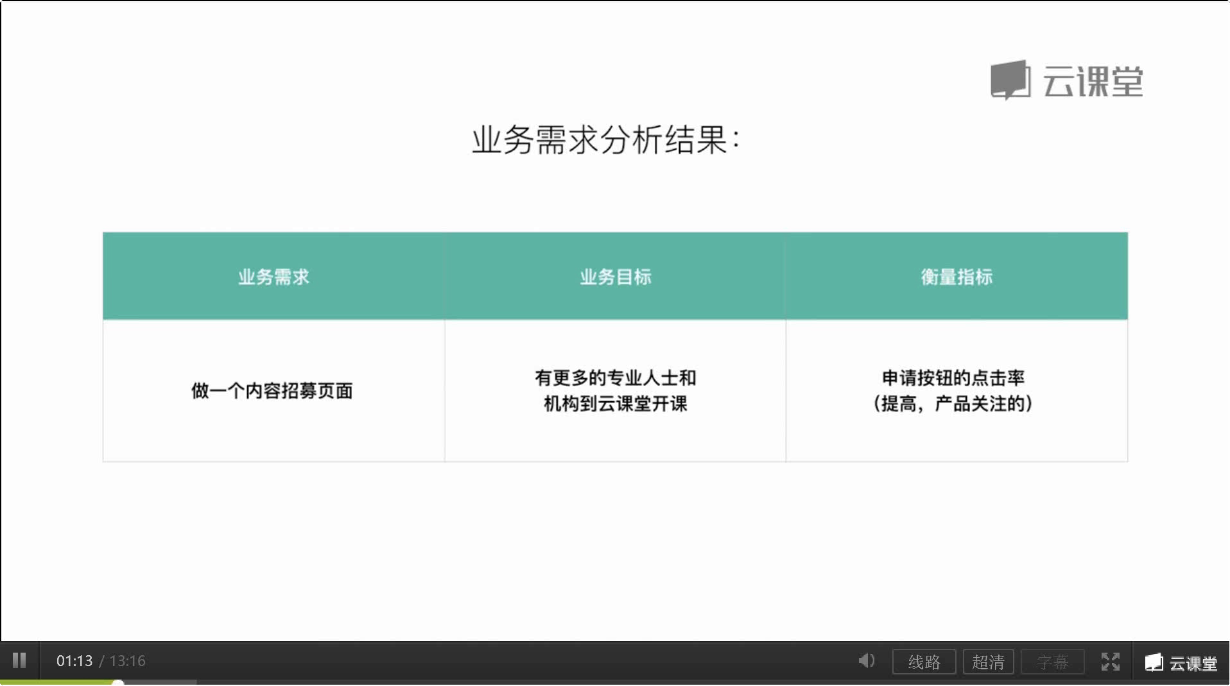 云课堂
业务需求分析结果：
业务需求
业务目标
衡量指标
做一个内容招募页面
有更多的专业人士和
机构到云课堂开课
申请按钮的点击率
（提高，产品关注的）
01:13 / 13:16
线路
超清
字幕
云课堂